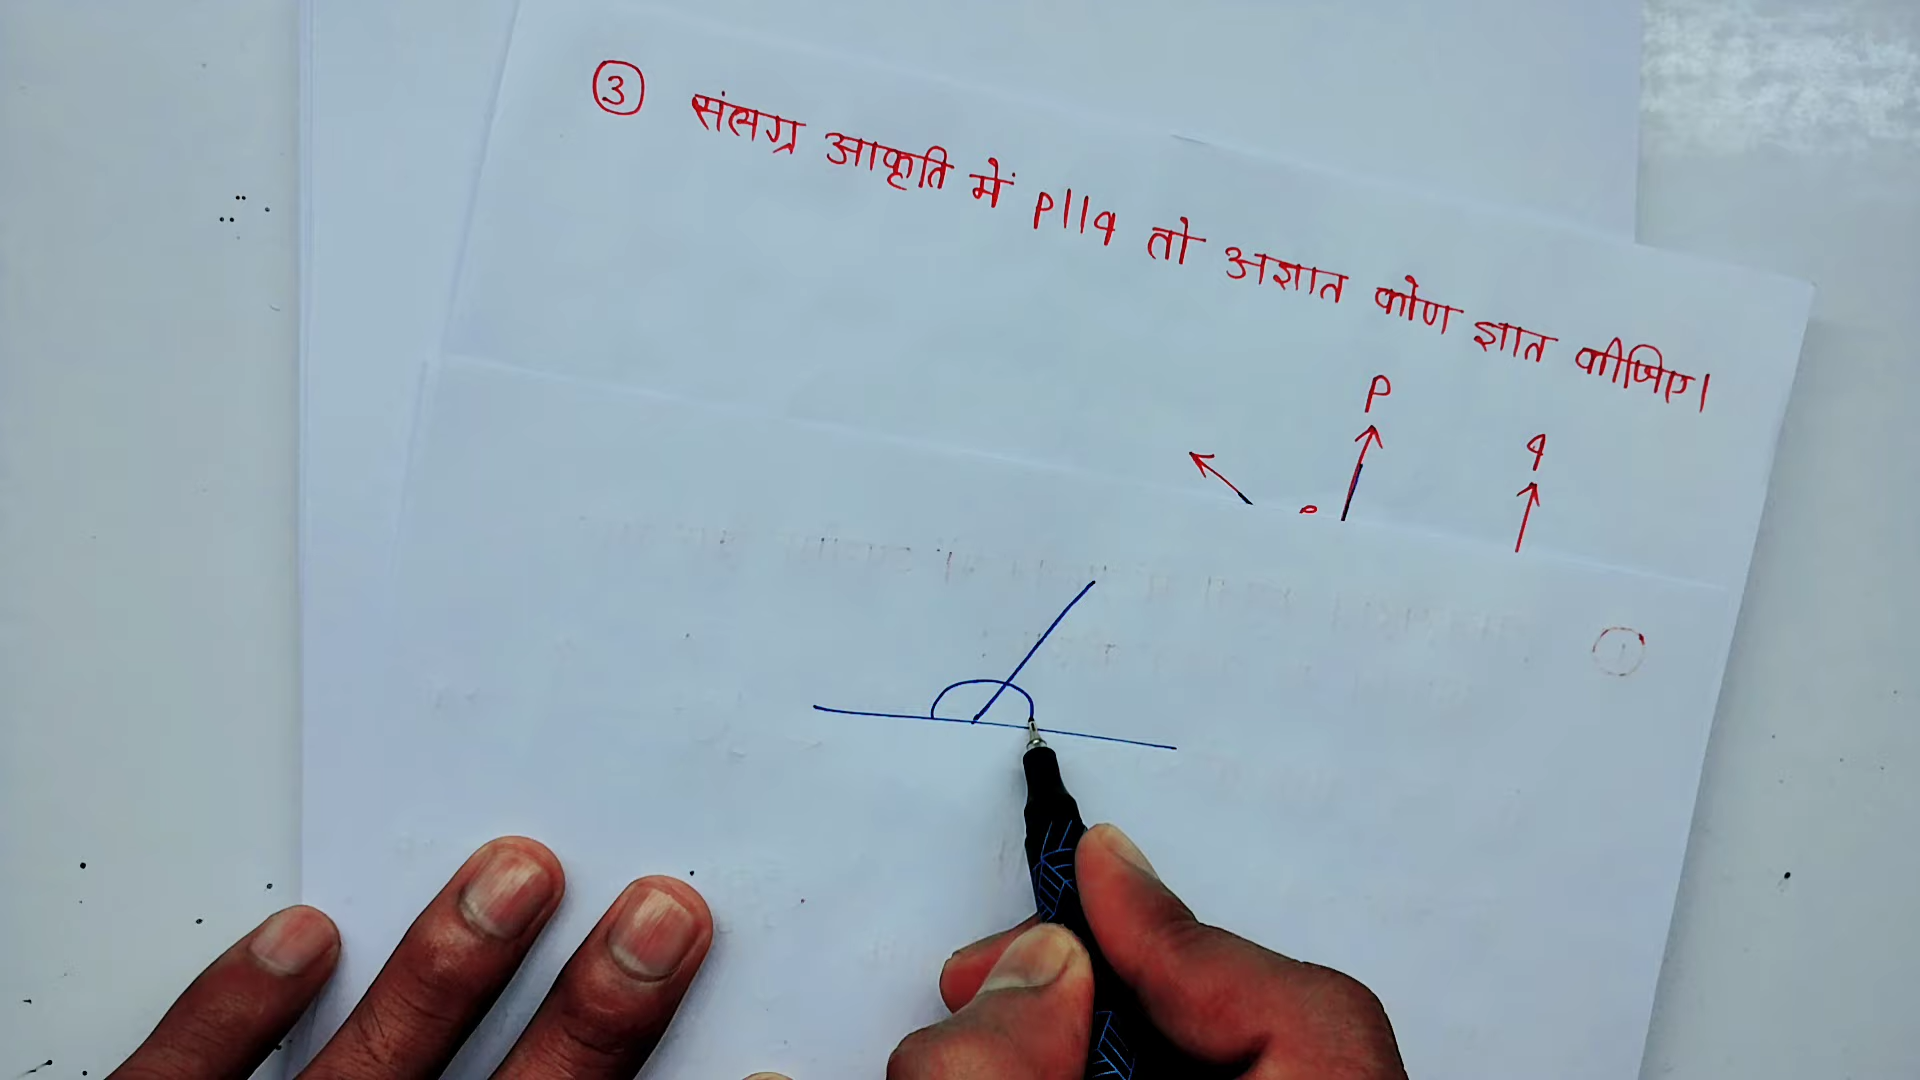 ③ संलग्र आकृति में p||q तो अज्ञात कोण ज्ञात कीजिए।
P
q